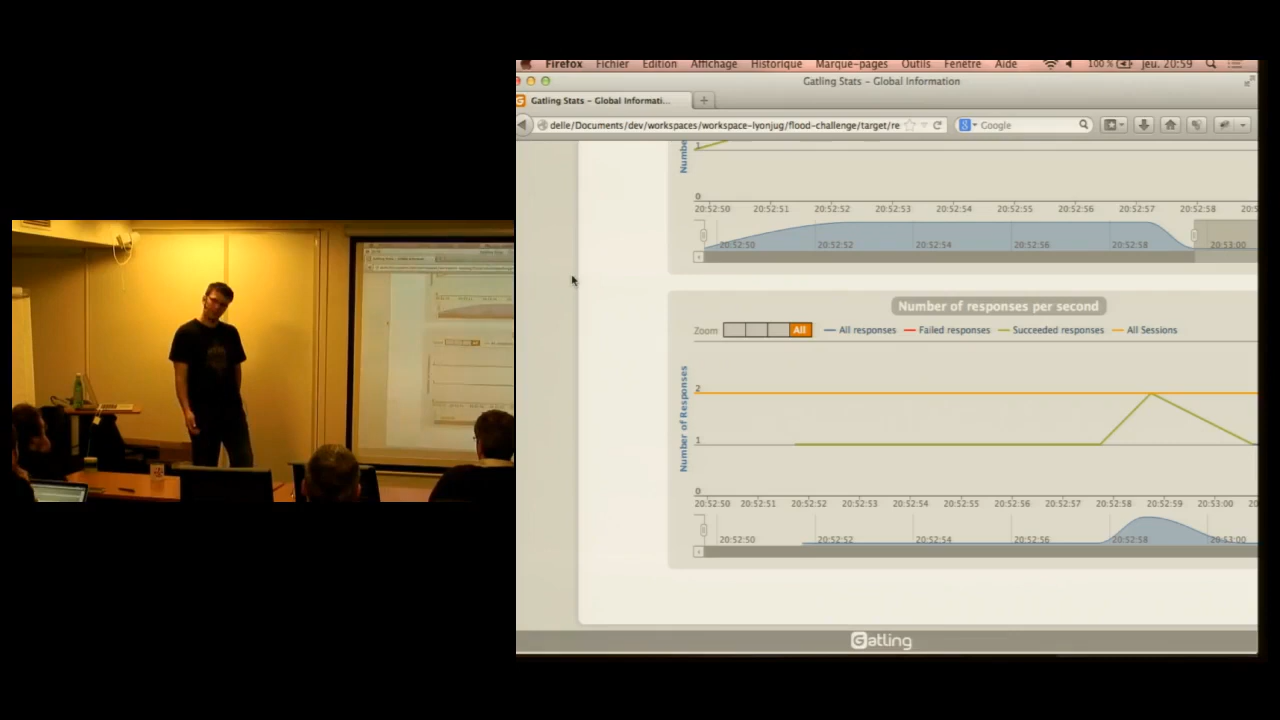 Firefox Fichier Edition Affichage Historique Marque-pages Outils Fenêtre Aide 100 % jeu. 20:59
Gatling Stats – Global Information
Gatling Stats – Global Informati...
delle/Documents/dev/workspaces/workspace-lyonjug/flood-challenge/target/re Google
1
0
20:52:50 20:52:51 20:52:52 20:52:53 20:52:54 20:52:55 20:52:56 20:52:57 20:52:58 20:5
20:52:50 20:52:52 20:52:54 20:52:56 20:52:58 20:53:00
Number of responses per second
Zoom All All responses Failed responses Succeeded responses All Sessions
Number of Responses
2
1
0
20:52:50 20:52:51 20:52:52 20:52:53 20:52:54 20:52:55 20:52:56 20:52:57 20:52:58 20:52:59 20:53:00 20
20:52:50 20:52:52 20:52:54 20:52:56 20:52:58 20:53:00
Gatling